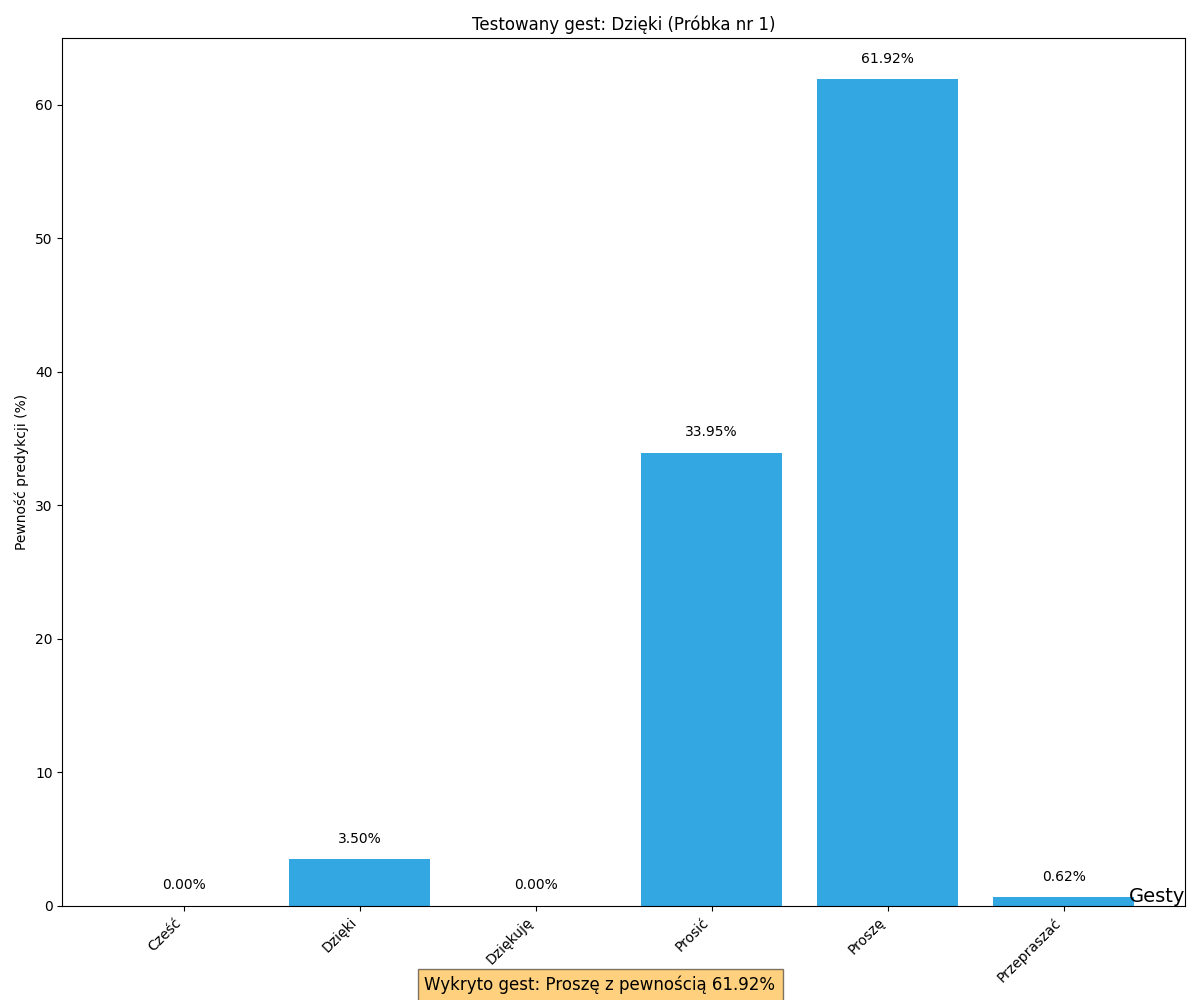 Testowany gest: Dzięki (Próbka nr 1)
61.92%
60
50
40
33.95%
30
20
10
3.50%
0.00%
0.00%
0.62%
0
Pewność predykcji (%)
Gesty
Cześć
Dzięki
Dziękuję
Prosić
Proszę
Przepraszać
Wykryto gest: Proszę z pewnością 61.92%